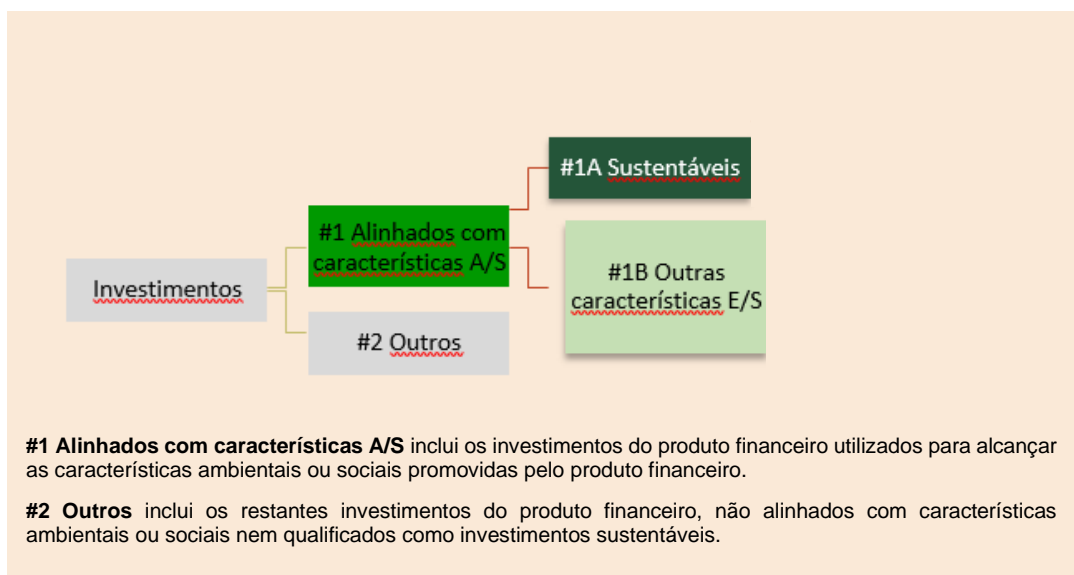 #1A Sustentáveis
#1 Alinhados com
características A/S
#1B Outras
características E/S
Investimentos
#2 Outros
#1 Alinhados com características A/S inclui os investimentos do produto financeiro utilizados para alcançar
as características ambientais ou sociais promovidas pelo produto financeiro.
#2 Outros inclui os restantes investimentos do produto financeiro, não alinhados com características
ambientais ou sociais nem qualificados como investimentos sustentáveis.